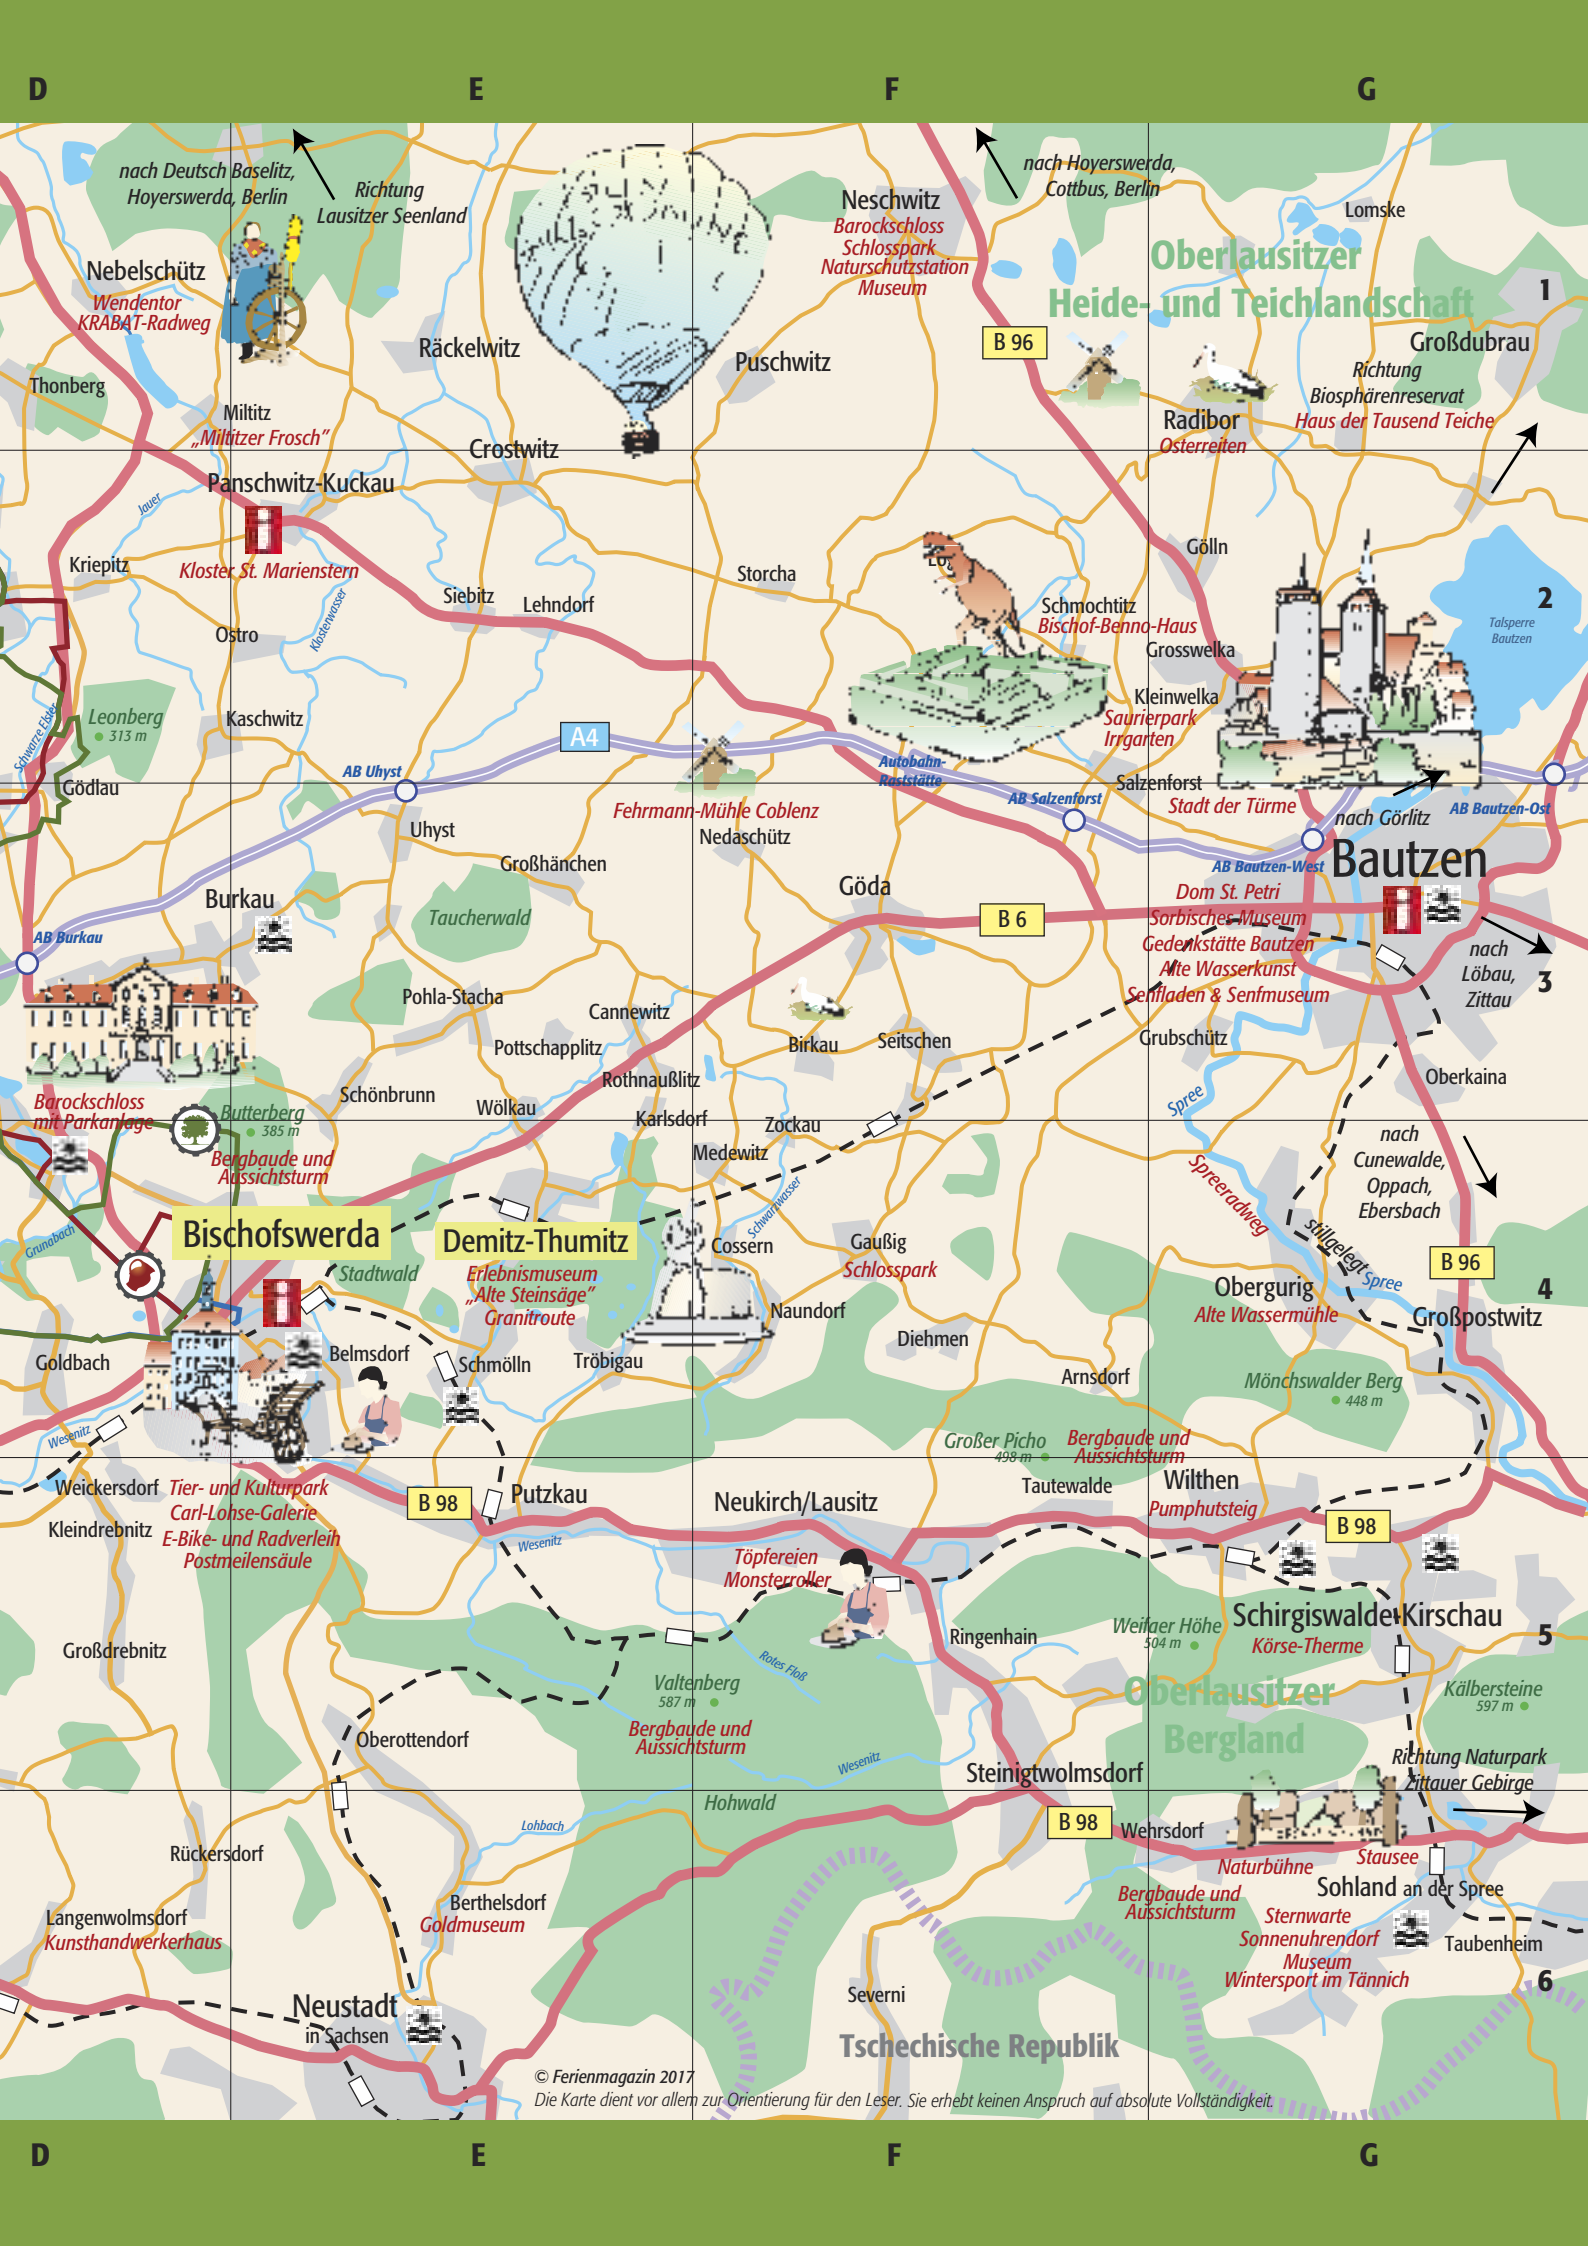 D
E
F
G
nach Deutsch Baselitz,
Hoyerswerda, Berlin
Richtung
Lausitzer Seenland
nach Hoyerswerda,
Cottbus, Berlin
Neschwitz
Barockschloss
Schlosspark
Naturschutzstation
Museum
Lomske
Oberlausitzer
Heide- und Teichlandschaft
1
Nebelschütz
Wendentor
KRABAT-Radweg
Räckelwitz
Puschwitz
B 96
Großdubrau
Richtung
Biosphärenreservat
Haus der Tausend Teiche
Thonberg
Miltitz
„Miltitzer Frosch”
Radibor
Osterreiten
Crostwitz
Panschwitz-Kuckau
Jauer
Kloster St. Marienstern
Kriepitz
Klosterwasser
Siebitz
Lehndorf
Storcha
Gölln
2
Talsperre
Bautzen
Schmochtitz
Bischof-Benno-Haus
Ostro
Grosswelka
Kleinwelka
Saurierpark
Irrgarten
Leonberg
313 m
Schwarze Elster
Kaschwitz
A4
AB Uhyst
Autobahn-
Raststätte
Gödlau
Salzenforst
AB Salzenforst
Stadt der Türme
nach Görlitz
AB Bautzen-Ost
Fehrmann-Mühle Coblenz
Nedaschütz
Uhyst
Großhänchen
AB Bautzen-West
Bautzen
Göda
Burkau
Taucherwald
B 6
Dom St. Petri
Sorbisches Museum
Gedenkstätte Bautzen
Alte Wasserkunst
Senfladen & Senfmuseum
AB Burkau
nach
Löbau,
Zittau
3
Pohla-Stacha
Cannewitz
Pottschapplitz
Birkau
Seitschen
Grubschütz
Rothnaußlitz
Oberkaina
Schönbrunn
Wölkau
Karlsdorf
Zockau
Spree
Barockschloss
mit Parkanlage
Butterberg
385 m
Bergbaude und
Aussichtsturm
Medewitz
nach
Cunewalde,
Oppach,
Ebersbach
Spreeradweg
Schwarzwasser
Bischofswerda
Demitz-Thumitz
Grunabach
Stadtwald
Erlebnismuseum
„Alte Steinsäge”
Granitroute
Cossern
Gaußig
Schlosspark
stillgelegt
Spree
B 96
Obergurig
Alte Wassermühle
4
Großpostwitz
Naundorf
Diehmen
Goldbach
Belmsdorf
Schmölln
Tröbigau
Arnsdorf
Mönchswalder Berg
448 m
Wesenitz
Großer Picho
498 m
Bergbaude und
Aussichtsturm
Weickersdorf
Tier- und Kulturpark
Carl-Lohse-Galerie
E-Bike- und Radverleih
Postmeilensäule
Kleindrebnitz
B 98
Putzkau
Neukirch/Lausitz
Tautewalde
Wilthen
Pumphutsteig
B 98
Wesenitz
Töpfereien
Monsterroller
Weifaer Höhe
504 m
Schirgiswalde-Kirschau
Körse-Therme
5
Ringenhain
Großdrebnitz
Rotes Floß
Valtenberg
587 m
Bergbaude und
Aussichtsturm
Oberlausitzer
Bergland
Kälbersteine
597 m
Oberottendorf
Wesenitz
Steinigtwolmsdorf
Richtung Naturpark
Zittauer Gebirge
Hohwald
Lohbach
B 98
Wehrsdorf
Rückersdorf
Naturbühne
Stausee
Bergbaude und
Aussichtsturm
Sohland an der Spree
Sternwarte
Sonnenuhrendorf
Museum
Wintersport im Tännich
Taubenheim
Berthelsdorf
Goldmuseum
Langenwolmsdorf
Kunsthandwerkerhaus
6
Severni
Neustadt
in Sachsen
Tschechische Republik
© Ferienmagazin 2017
Die Karte dient vor allem zur Orientierung für den Leser. Sie erhebt keinen Anspruch auf absolute Vollständigkeit.
D
E
F
G